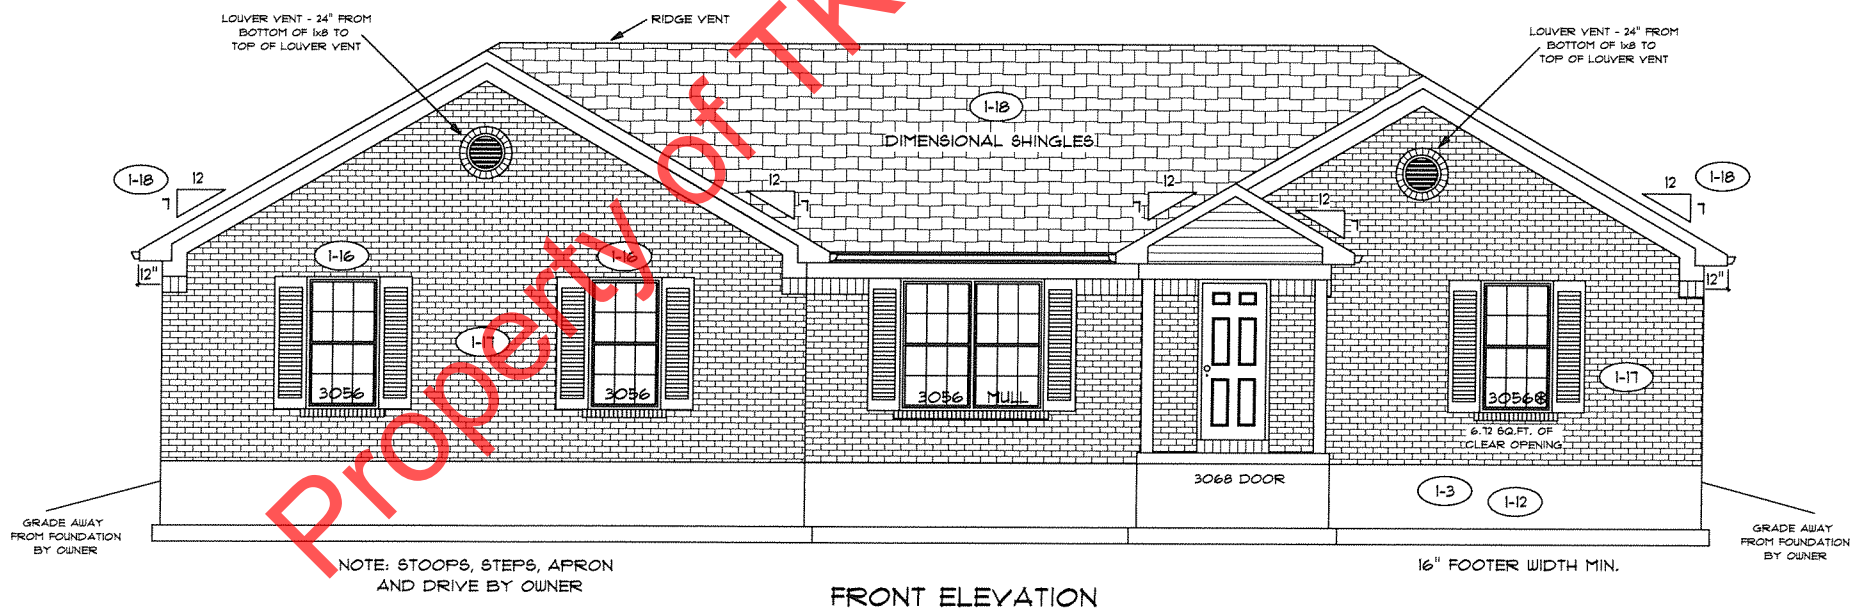 LOUVER VENT - 24" FROM
BOTTOM OF 1x8 TO
TOP OF LOUVER VENT
RIDGE VENT
LOUVER VENT - 24" FROM
BOTTOM OF 1x8 TO
TOP OF LOUVER VENT
1-18
DIMENSIONAL SHINGLES
1-18
12
7
12
7
12
7
12
7
12
7
1-18
12"
1-16
1-16
12"
1-17
1-17
3056
3056
3056
MULL
3056
6.72 SQ.FT. OF
CLEAR OPENING
3068 DOOR
1-3
1-12
GRADE AWAY
FROM FOUNDATION
BY OWNER
GRADE AWAY
FROM FOUNDATION
BY OWNER
NOTE: STOOPS, STEPS, APRON
AND DRIVE BY OWNER
16" FOOTER WIDTH MIN.
FRONT ELEVATION
Property of TK